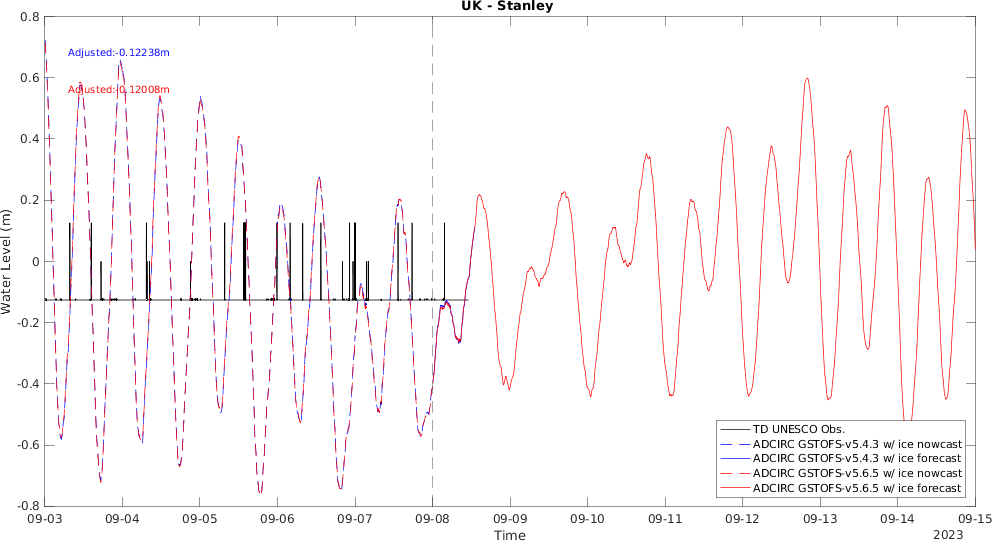 UK - Stanley
0.8
Adjusted:-0.12238m
0.6
Adjusted:-0.12008m
0.4
0.2
0
-0.2
-0.4
-0.6
-0.8
Water Level (m)
TD UNESCO Obs.
ADCIRC GSTOFS-v5.4.3 w/ ice nowcast
ADCIRC GSTOFS-v5.4.3 w/ ice forecast
ADCIRC GSTOFS-v5.6.5 w/ ice nowcast
ADCIRC GSTOFS-v5.6.5 w/ ice forecast
09-03 09-04 09-05 09-06 09-07 09-08 09-09 09-10 09-11 09-12 09-13 09-14 09-15
Time
2023